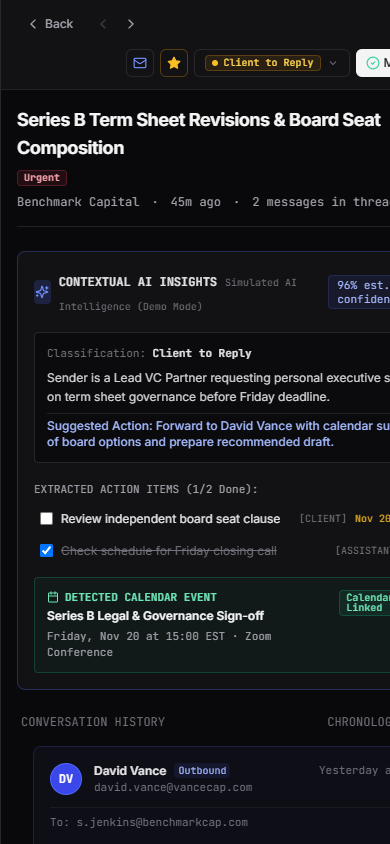 Back
Client to Reply
Series B Term Sheet Revisions & Board Seat
Composition
Urgent
Benchmark Capital · 45m ago · 2 messages in
CONTEXTUAL AI INSIGHTS Simulated AI
Intelligence (Demo Mode)
96% est.
Classification: Client to Reply
Sender is a Lead VC Partner requesting personal executive
on term sheet governance before Friday deadline.
Suggested Action: Forward to David Vance with calendar
of board options and prepare recommended draft.
EXTRACTED ACTION ITEMS (1/2 Done):
Review independent board seat clause [CLIENT] Nov 20
Check schedule for Friday closing call
DETECTED CALENDAR EVENT
Linked
Series B Legal & Governance Sign-off
Friday, Nov 20 at 15:00 EST · Zoom
Conference
CONVERSATION HISTORY
DV
David Vance Outbound
Yesterday
david.vance@vancecap.com
To: s.jenkins@benchmarkcap.com